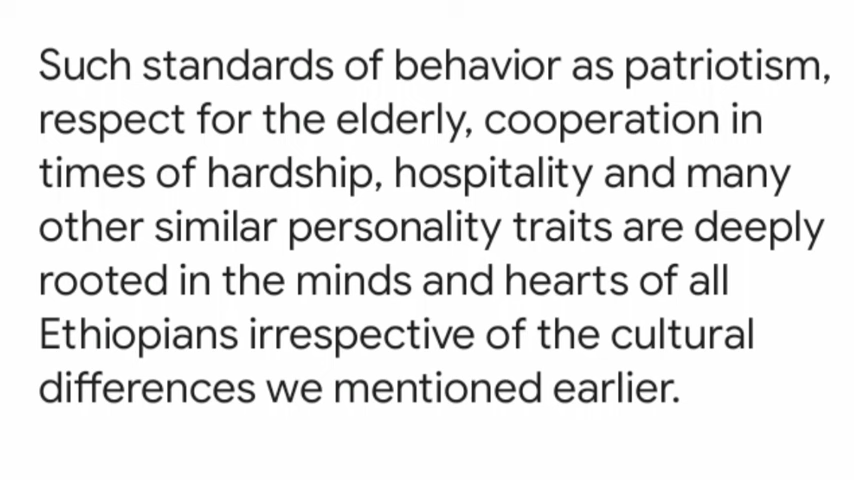 Such standards of behavior as patriotism,
respect for the elderly, cooperation in
times of hardship, hospitality and many
other similar personality traits are deeply
rooted in the minds and hearts of all
Ethiopians irrespective of the cultural
differences we mentioned earlier.